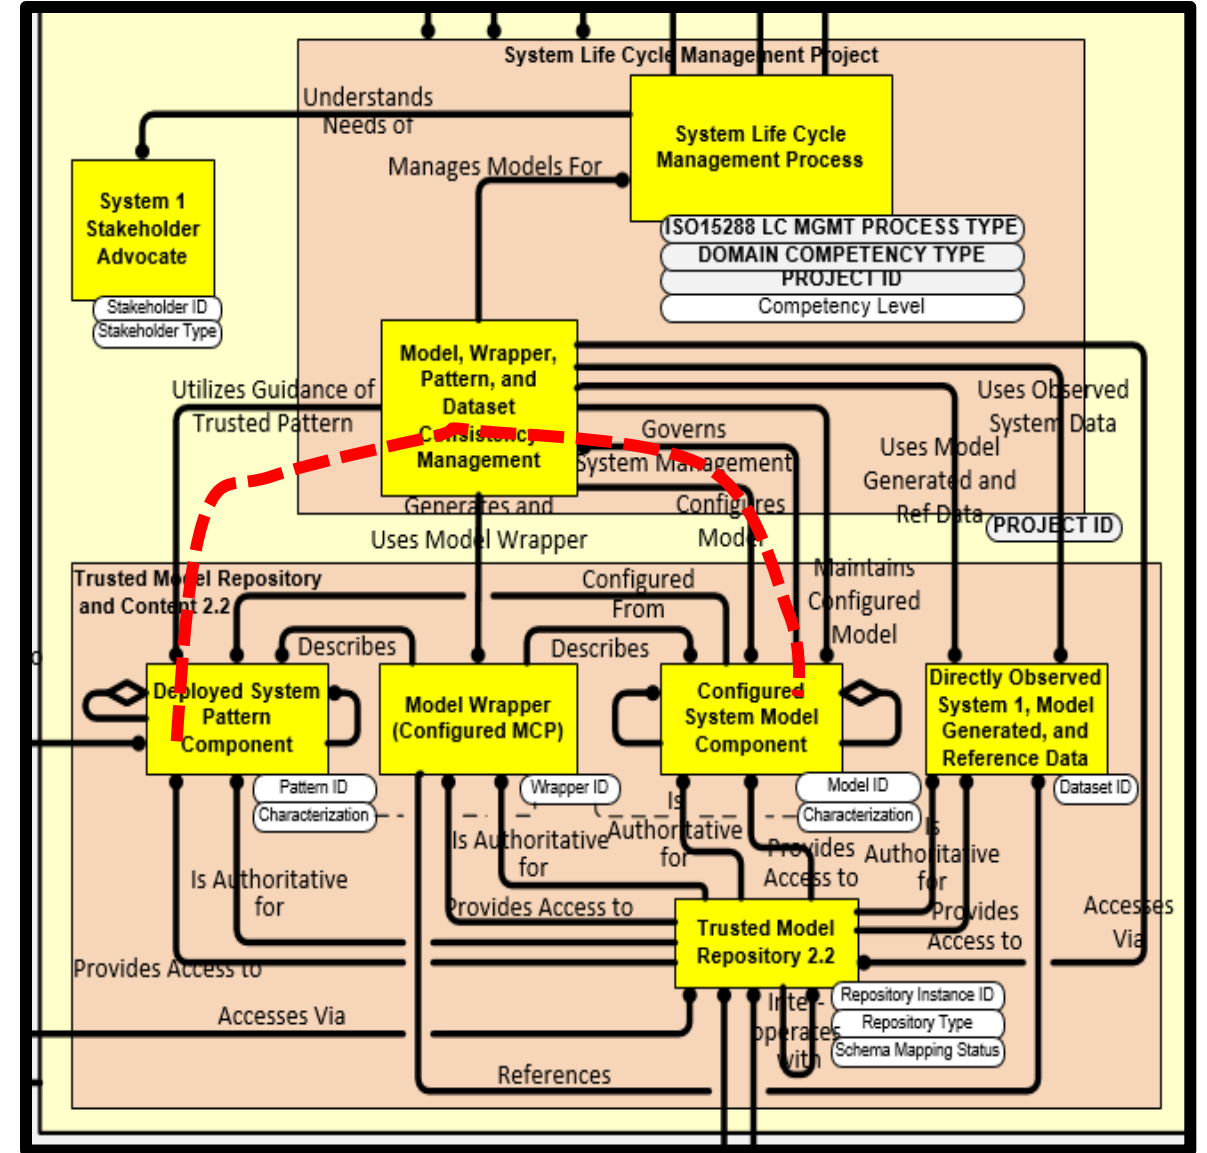 System Life Cycle Management Project
Understands
Needs of
System Life Cycle
Management Process
Manages Models For
System 1
Stakeholder
Advocate
ISO15288 LC MGMT PROCESS TYPE
DOMAIN COMPETENCY TYPE
PROJECT ID
Competency Level
Stakeholder ID
Stakeholder Type
Model, Wrapper,
Pattern, and
Dataset
Consistency
Management
Utilizes Guidance of
Trusted Pattern
Uses Observed
System Data
Governs
System Management
Uses Model
Generated and
Ref Data
Configures
Model
Generates and
Uses Model Wrapper
PROJECT ID
Trusted Model Repository
and Content 2.2
Configured
From
Maintains
Configured
Model
Describes
Describes
Deployed System
Pattern
Component
Model Wrapper
(Configured MCP)
Configured
System Model
Component
Directly Observed
System 1, Model
Generated, and
Reference Data
Pattern ID
Characterization
Wrapper ID
Model ID
Characterization
Dataset ID
Is Authoritative
for
Is Authoritative
for
Is
Authoritative
for
Provides
Access to
Is
Authoritative
for
Provides Access to
Provides
Access to
Accesses
Via
Trusted Model
Repository 2.2
Provides Access to
Accesses Via
Inter-
operates
with
Repository Instance ID
Repository Type
Schema Mapping Status
References